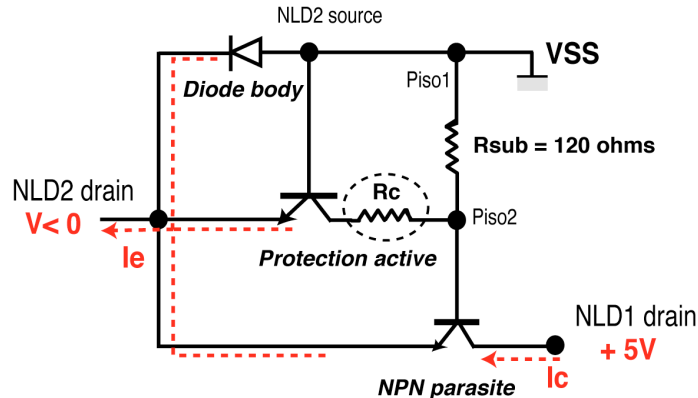 NLD2 source
VSS
Diode body
Piso1
Rsub = 120 ohms
NLD2 drain
V< 0
Rc
Piso2
Ie
Protection active
NLD1 drain
+ 5V
Ic
NPN parasite